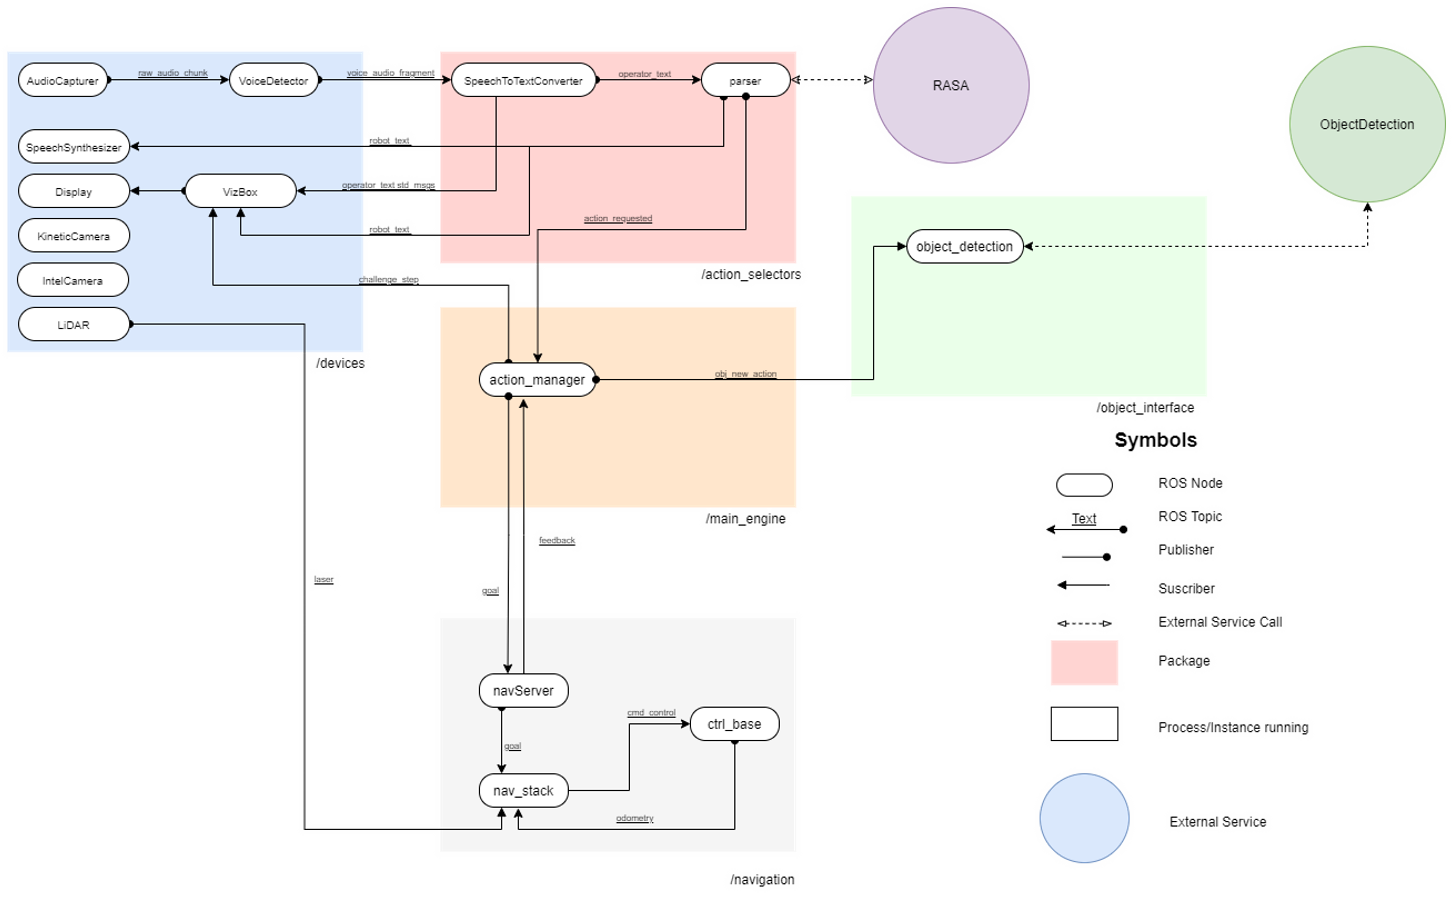 AudioCapturer
raw_audio_chunk
VoiceDetector
voice_audio_fragment
SpeechToTextConverter
operator_text
parser
RASA
ObjectDetection
SpeechSynthesizer
robot_text
Display
VizBox
operator_text std_msgs
KineticCamera
robot_text
action_requested
object_detection
IntelCamera
challenge_step
/action_selectors
LiDAR
/devices
action_manager
obj_new_action
/object_interface
/main_engine
feedback
laser
goal
navServer
cmd_control
ctrl_base
goal
nav_stack
odometry
/navigation
Symbols
ROS Node
Text
ROS Topic
Publisher
Suscriber
External Service Call
Package
Process/Instance running
External Service